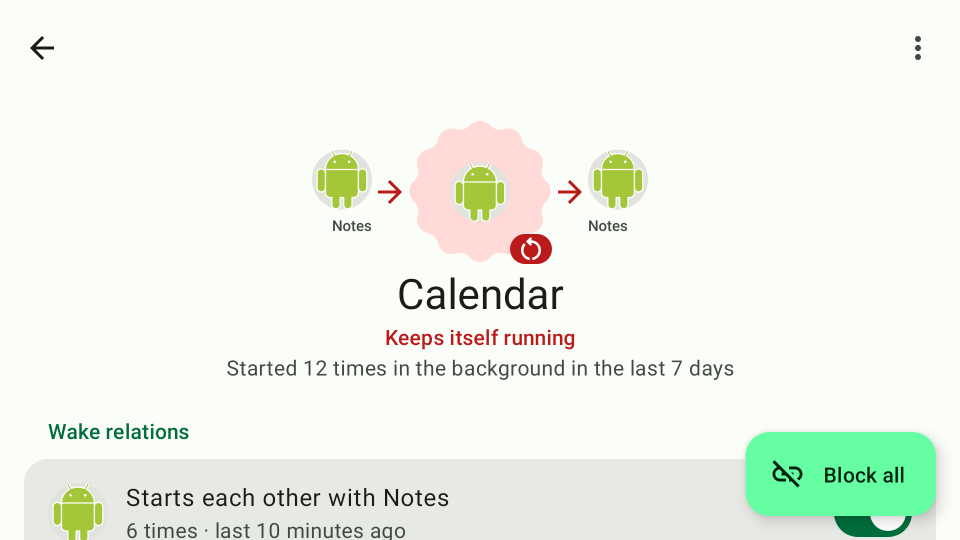 Notes
Notes
Calendar
Keeps itself running
Started 12 times in the background in the last 7 days
Wake relations
Block all
Starts each other with Notes
6 times · last 10 minutes ago